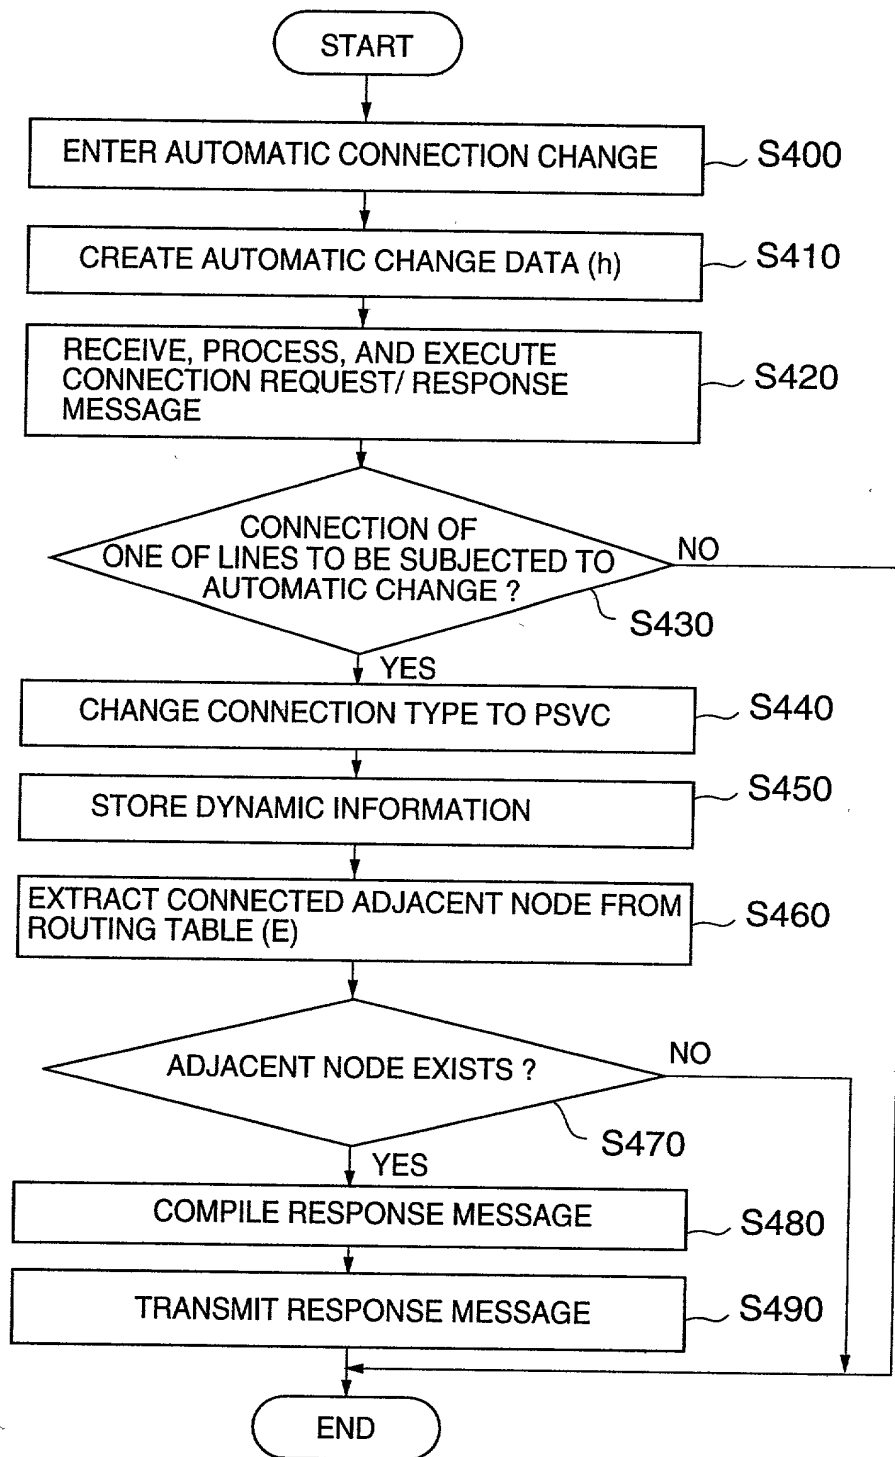 START
ENTER AUTOMATIC CONNECTION CHANGE
S400
CREATE AUTOMATIC CHANGE DATA (h)
S410
RECEIVE, PROCESS, AND EXECUTE
CONNECTION REQUEST/ RESPONSE
MESSAGE
S420
CONNECTION OF
ONE OF LINES TO BE SUBJECTED TO
AUTOMATIC CHANGE ?
NO
S430
YES
CHANGE CONNECTION TYPE TO PSVC
S440
STORE DYNAMIC INFORMATION
S450
EXTRACT CONNECTED ADJACENT NODE FROM
ROUTING TABLE (E)
S460
ADJACENT NODE EXISTS ?
NO
S470
YES
COMPILE RESPONSE MESSAGE
S480
TRANSMIT RESPONSE MESSAGE
S490
END